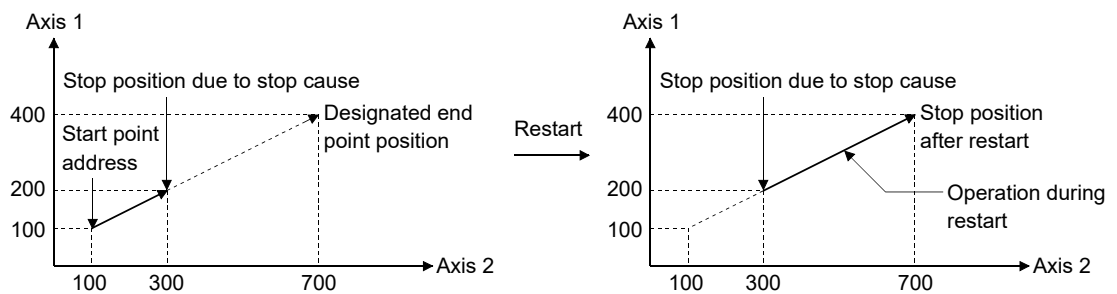 Axis 1
Stop position due to stop cause
400
Designated end
point position
Start point
address
200
100
100
300
700
Axis 2
Restart
Axis 1
Stop position due to stop cause
400
Stop position
after restart
200
Operation during
restart
100
100
300
700
Axis 2